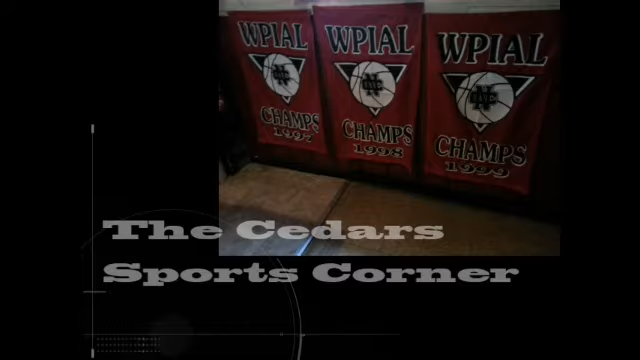 WPIAL
CHAMPS
1997
WPIAL
CHAMPS
1998
WPIAL
CHAMPS
1999
The Cedars
Sports Corner